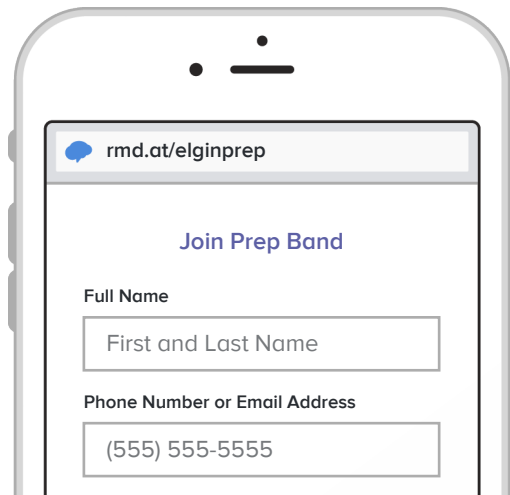 rmd.at/elginprep
Join Prep Band
Full Name
First and Last Name
Phone Number or Email Address
(555) 555-5555